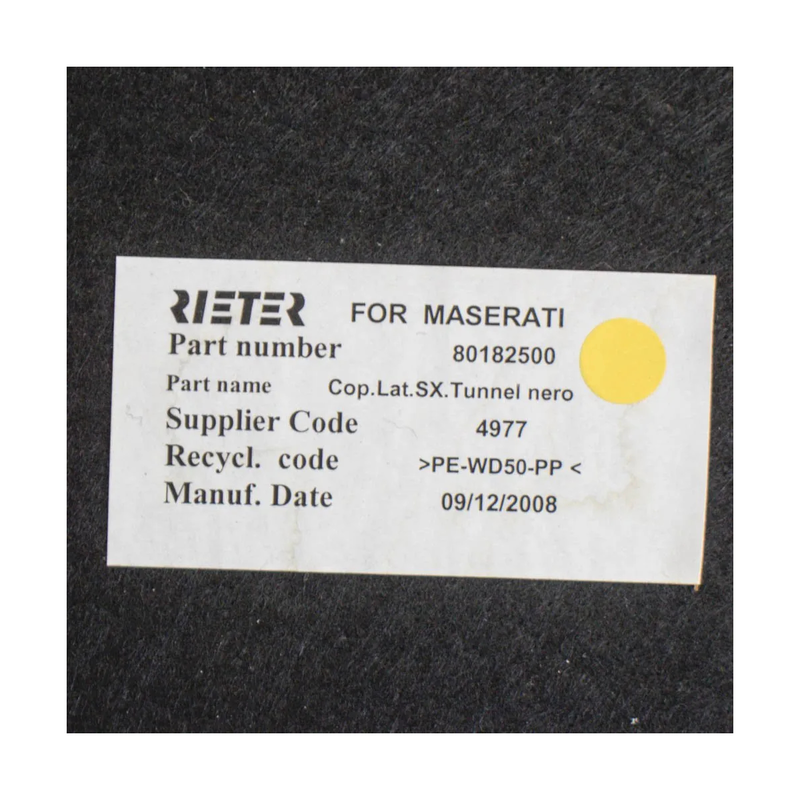 RIETER FOR MASERATI
Part number 80182500
Part name Cop.Lat.SX.Tunnel nero
Supplier Code 4977
Recycl. code >PE-WD50-PP <
Manuf. Date 09/12/2008